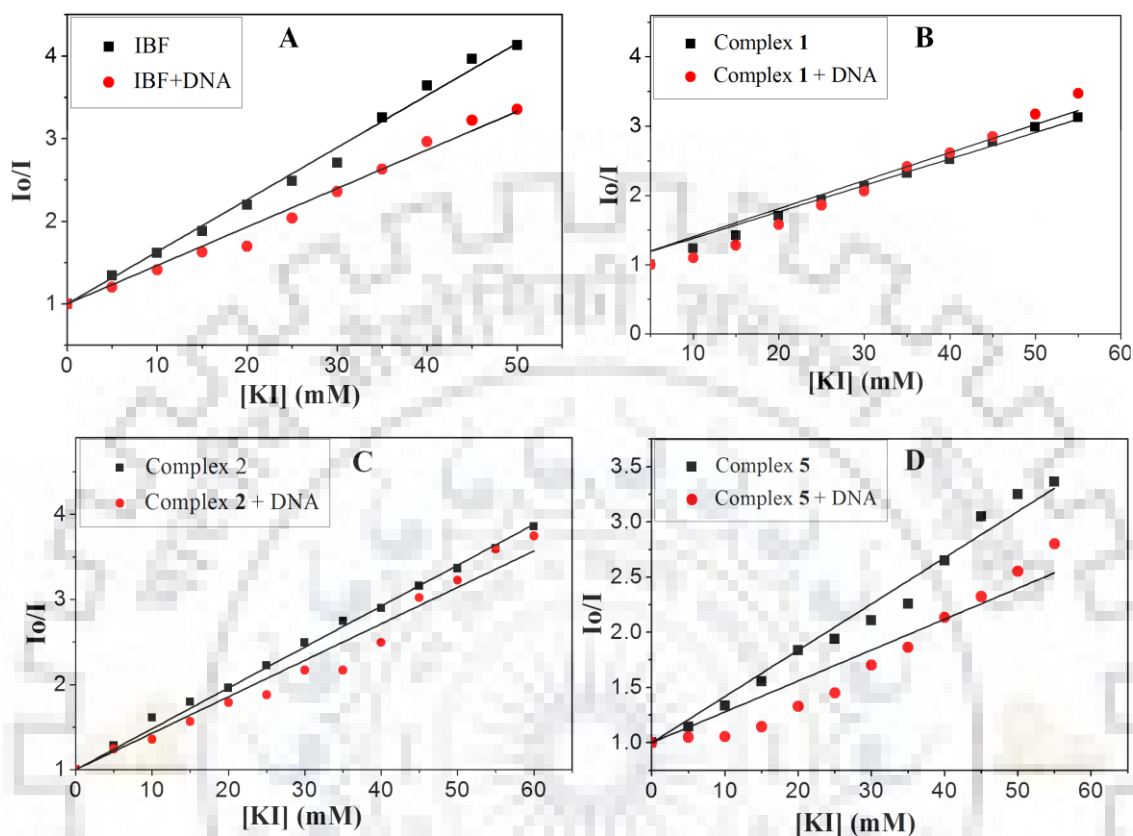 A
IBF
IBF+DNA
Io/I
4
3
2
1
0 10 20 30 40 50
[KI] (mM)
B
Complex 1
Complex 1 + DNA
Io/I
4
3
2
1
0
10 20 30 40 50 60
[KI] (mM)
C
Complex 2
Complex 2 + DNA
Io/I
4
3
2
1
0 10 20 30 40 50 60
[KI] (mM)
D
Complex 5
Complex 5 + DNA
Io/I
3.5
3.0
2.5
2.0
1.5
1.0
0 10 20 30 40 50 60
[KI] (mM)